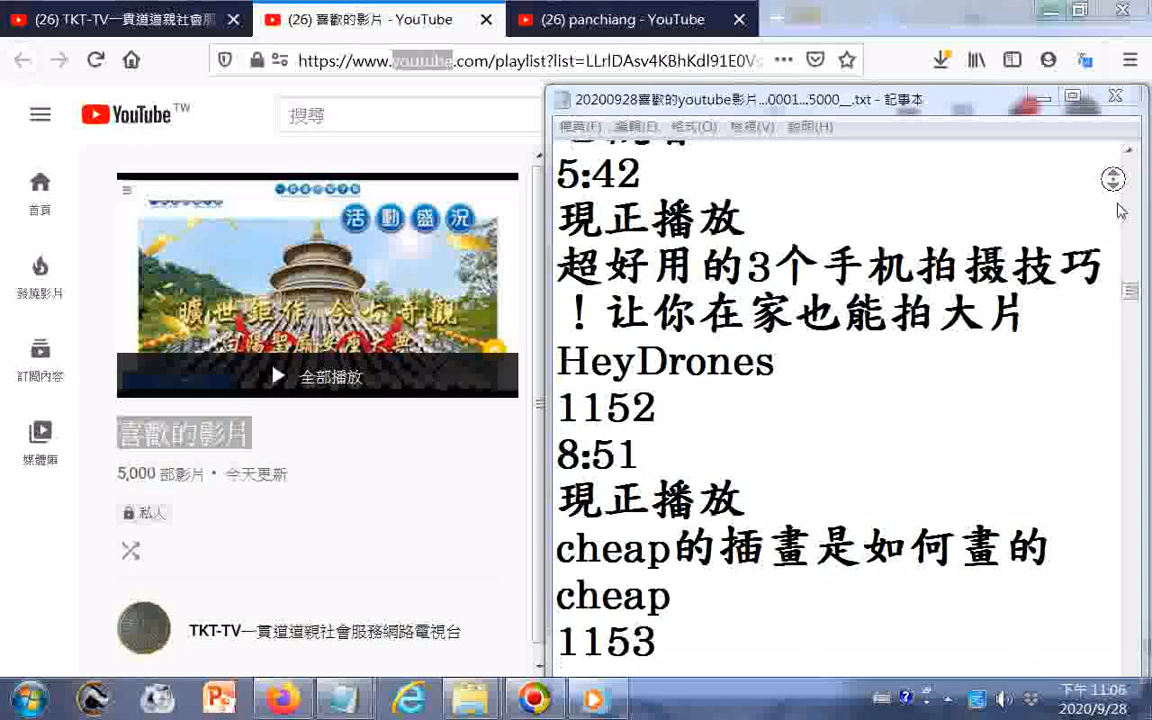 (26) TKT-TV一貫道道親社會服
(26) 喜歡的影片 - YouTube
(26) panchiang - YouTube
https://www.youtube.com/playlist?list=LLrlDAsv4KBhKdl91E0V
YouTube TW
搜尋
首頁
發燒影片
訂閱內容
媒體庫
活動盛況
曠世鉅作 今古奇觀
全部播放
喜歡的影片
5,000 部影片・今天更新
私人
TKT-TV一貫道道親社會服務網路電視台
20200928喜歡的youtube影片...0001...5000__.txt - 記事本
檔案(F) 編輯(E) 格式(O) 檢視(V) 說明(H)
5:42
現正播放
超好用的3个手机拍摄技巧
！让你在家也能拍大片
HeyDrones
1152
8:51
現正播放
cheap的插畫是如何畫的
cheap
1153
下午 11:06
2020/9/28